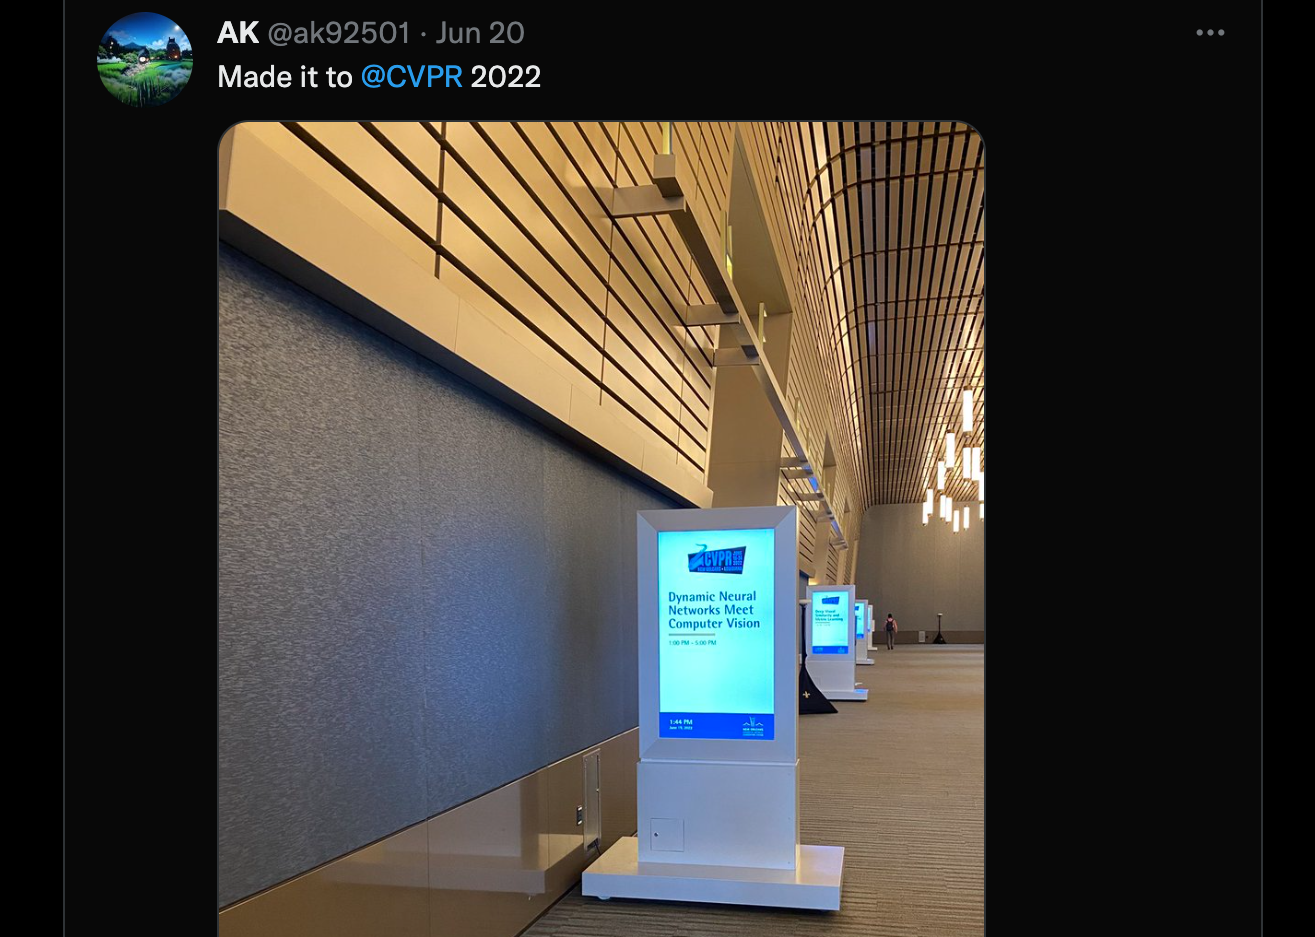 AK @ak92501 · Jun 20
Made it to @CVPR 2022
CVPR
Dynamic Neural
Networks Meet
Computer Vision
1:00 PM – 5:00 PM
1:44 PM